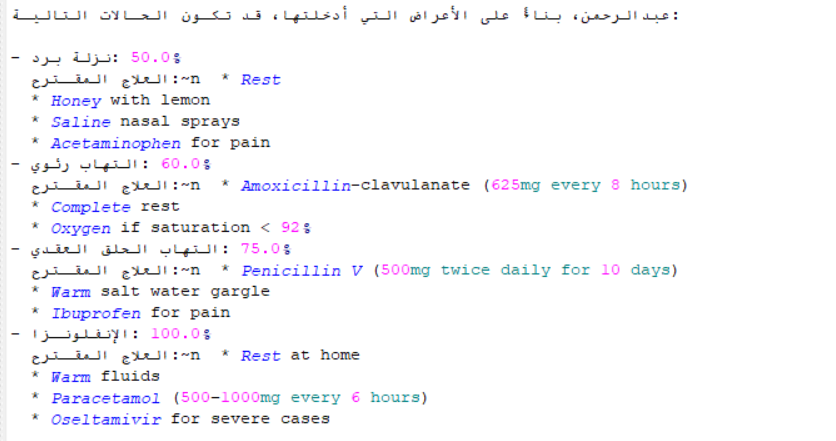 عبدالرحمن، بناءً على الأعراض التي أدخلتها، قد تكون الحالات التالية:
- نزلة برد: 50.0%
العلاج المقترح:~n  * Rest
* Honey with lemon
* Saline nasal sprays
* Acetaminophen for pain
- التهاب رئوي: 60.0%
العلاج المقترح:~n  * Amoxicillin-clavulanate (625mg every 8 hours)
* Complete rest
* Oxygen if saturation < 92%
- التهاب الحلق العقدي: 75.0%
العلاج المقترح:~n  * Penicillin V (500mg twice daily for 10 days)
* Warm salt water gargle
* Ibuprofen for pain
- الإنفلونزا: 100.0%
العلاج المقترح:~n  * Rest at home
* Warm fluids
* Paracetamol (500-1000mg every 6 hours)
* Oseltamivir for severe cases